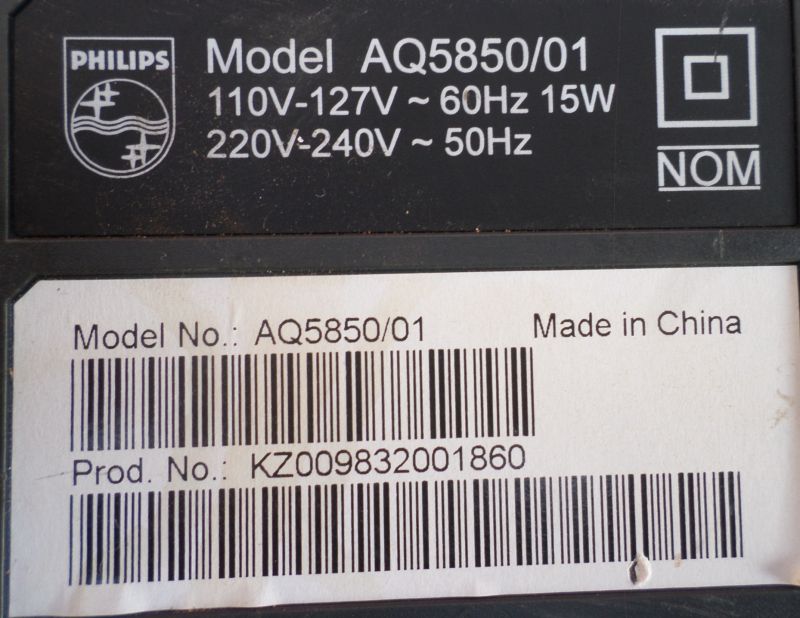 PHILIPS
Model AQ5850/01
110V-127V ~ 60Hz 15W
220V-240V ~ 50Hz
NOM
Model No.: AQ5850/01
Made in China
Prod. No.: KZ009832001860